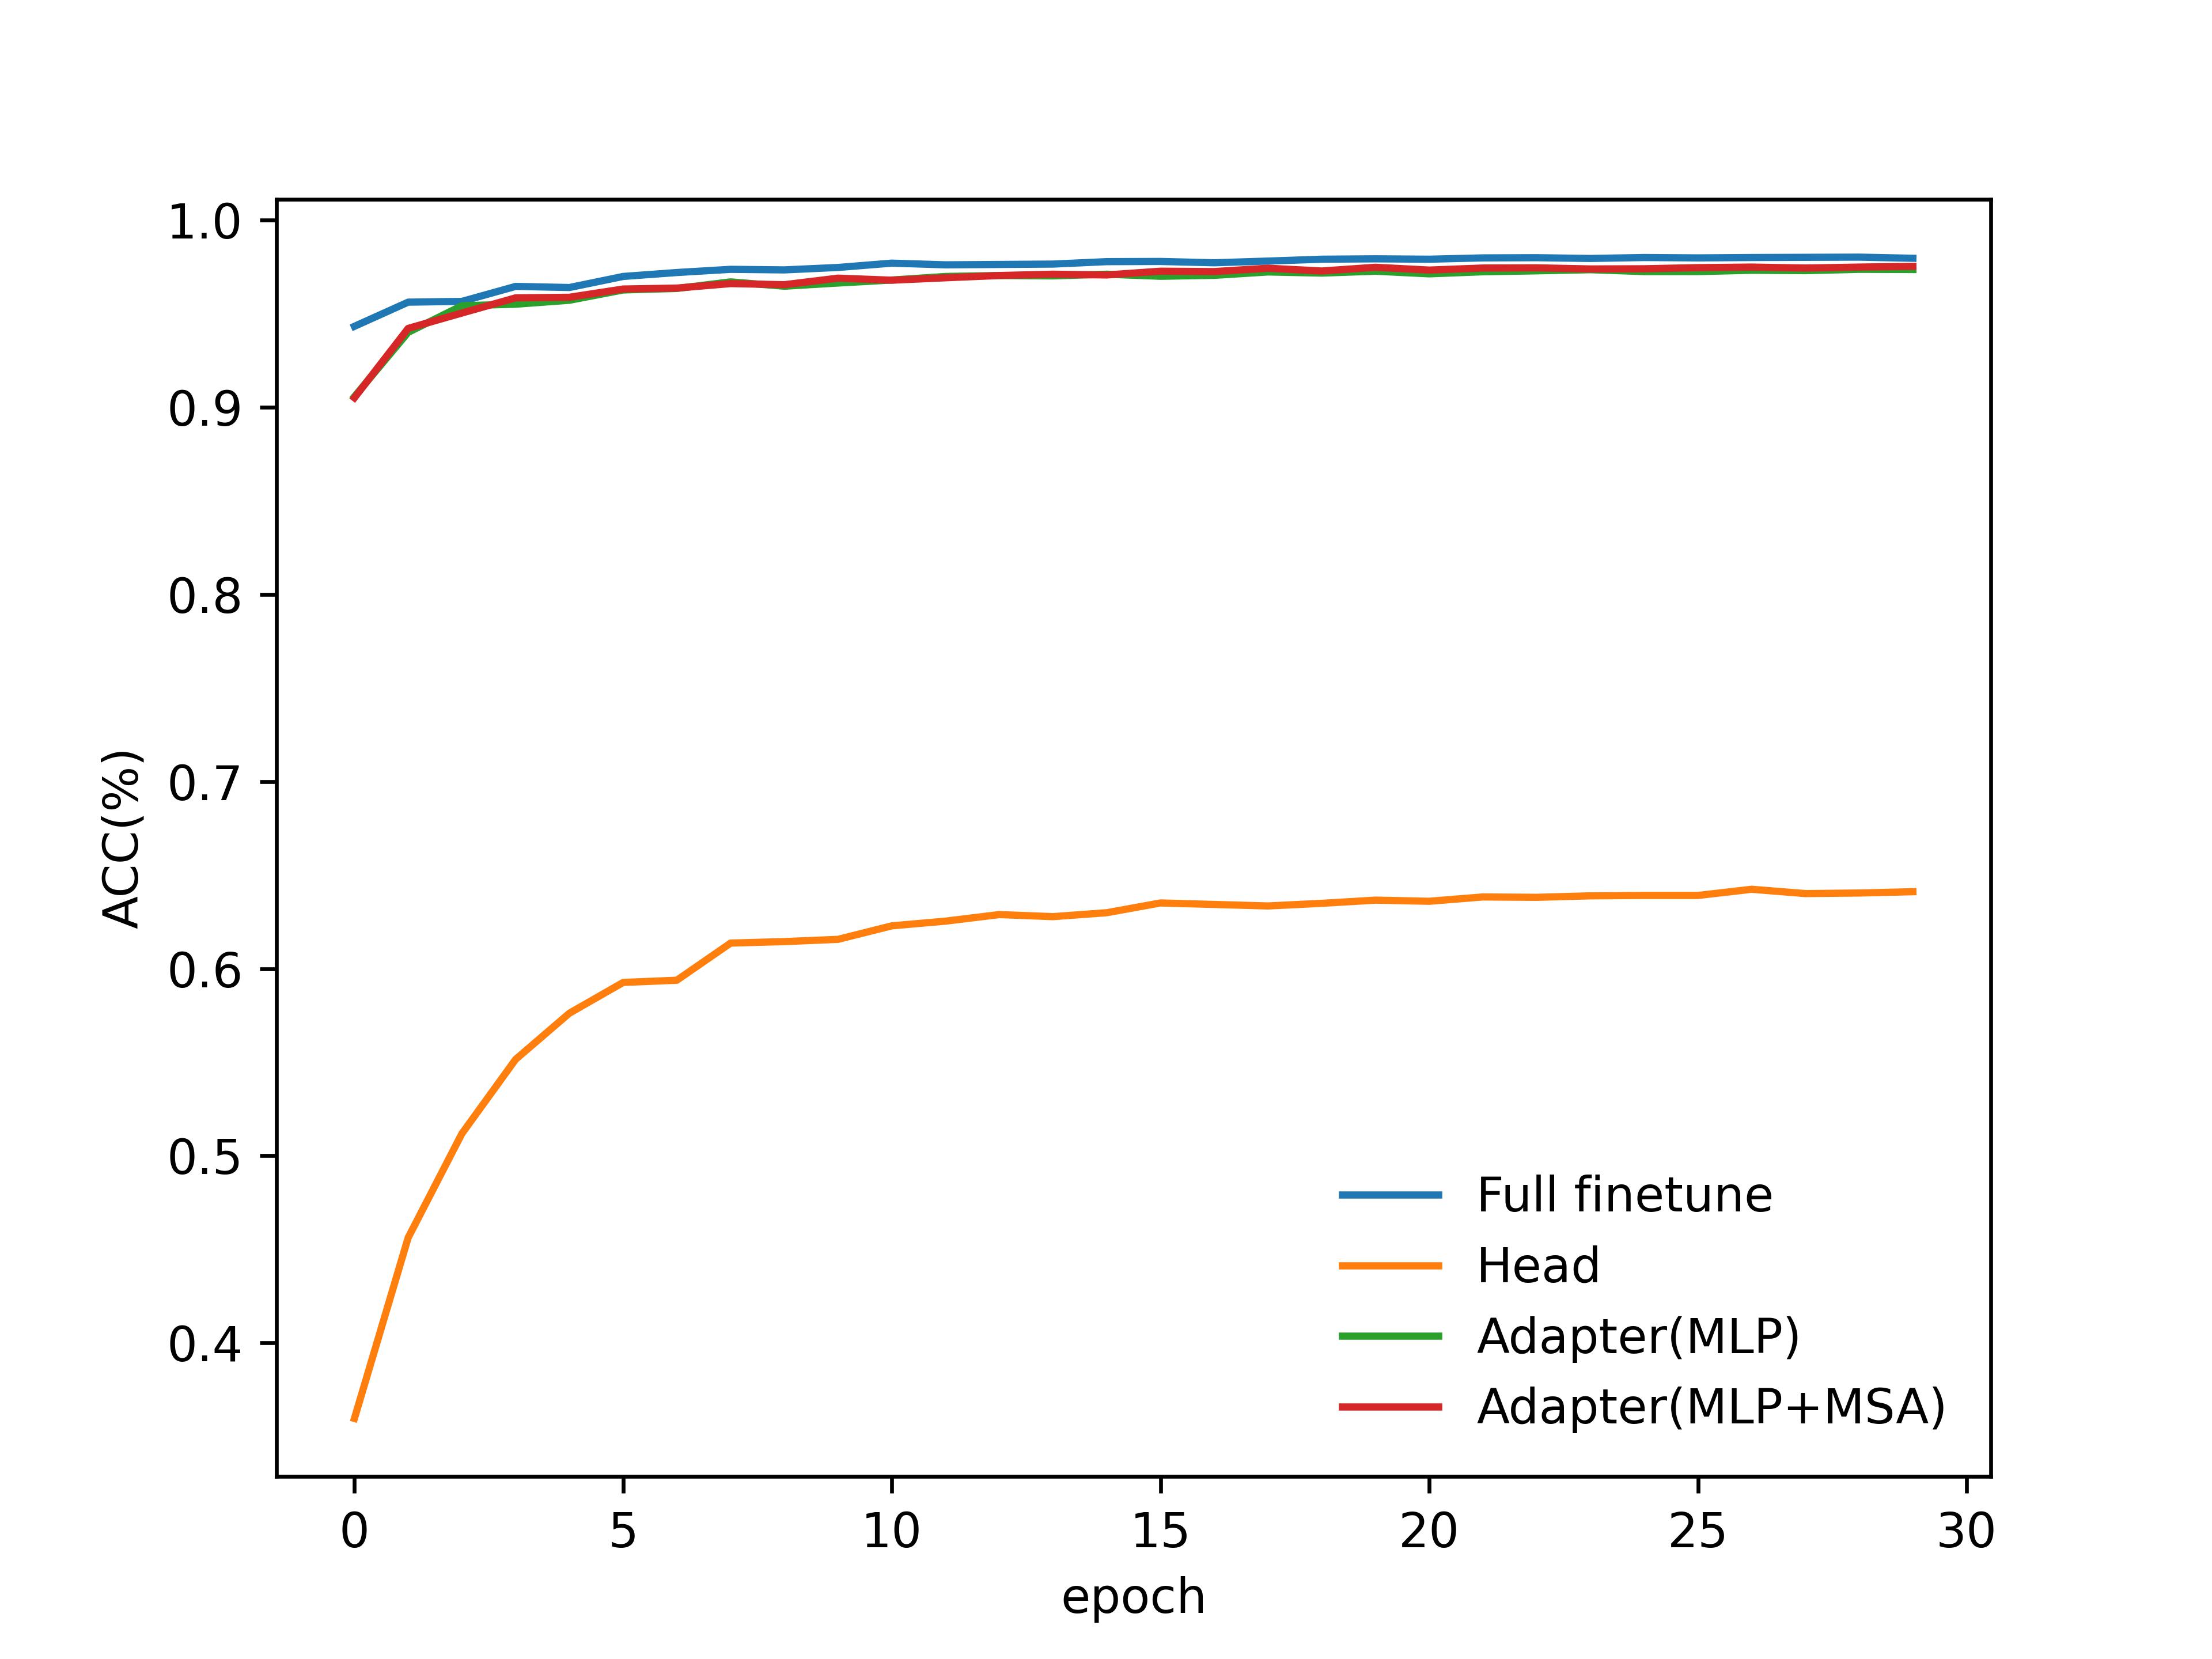 1.0
0.9
0.8
0.7
0.6
0.5
0.4
ACC(%)
0 5 10 15 20 25 30
epoch
Full finetune
Head
Adapter(MLP)
Adapter(MLP+MSA)